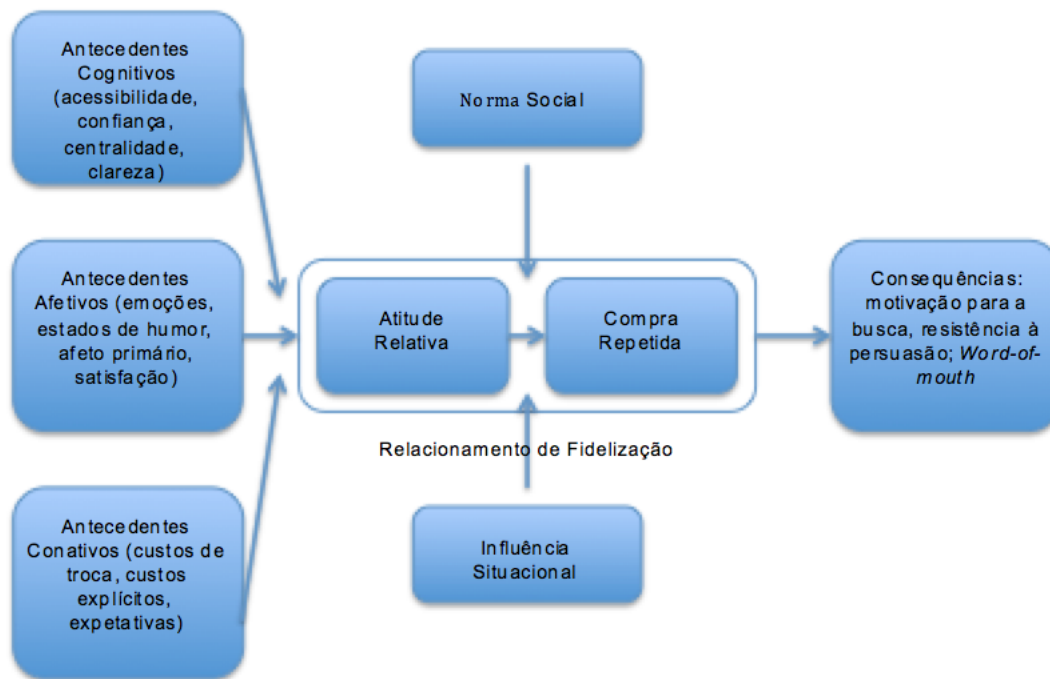 Antecedentes
Cognitivos
(acessibilidade,
confiança,
centralidade,
clareza)
Norma Social
Antecedentes
Afetivos (emoções,
estados de humor,
afeto primário,
satisfação)
Atitude
Relativa
Compra
Repetida
Consequências:
motivação para a
busca, resistência à
persuasão; Word-of-
mouth
Relacionamento de Fidelização
Antecedentes
Conativos (custos de
troca, custos
explícitos,
expetativas)
Influência
Situacional